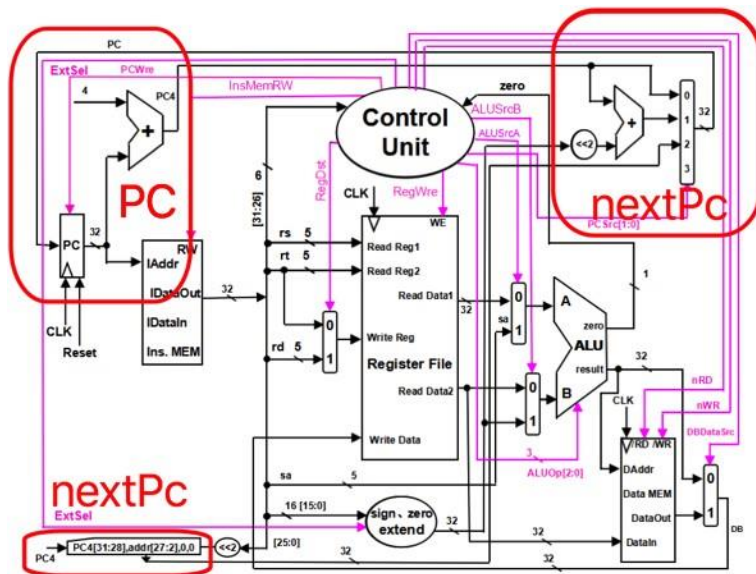 PC
ExtSel
PCWre
4
PC4
InsMemRW
+
PC
PC
32
CLK
Reset
RW
IAddr
IDataOut
IDataIn
Ins. MEM
32
6
[31:26]
Control
Unit
zero
ALUSrcB
ALUSrcA
RegDst
CLK
RegWre
WE
<<2
+
0
1
2
3
32
nextPc
PCSrc[1:0]
rs 5
rt 5
rd 5
0
1
Read Reg1
Read Reg2
Read Data1
Write Reg
Register File
Read Data2
Write Data
32
sa
0
1
0
1
A
B
zero
ALU
result
1
32
3
ALUOp[2:0]
nRD
nWR
DBDataSrc
CLK
/RD /WR
DAddr
Data MEM
DataOut
DataIn
0
1
DB
nextPc
sa 5
ExtSel
16 [15:0]
sign、zero
extend
32
PC4
PC4[31:28],addr[27:2],0,0
<<2
[25:0]
32
32
32